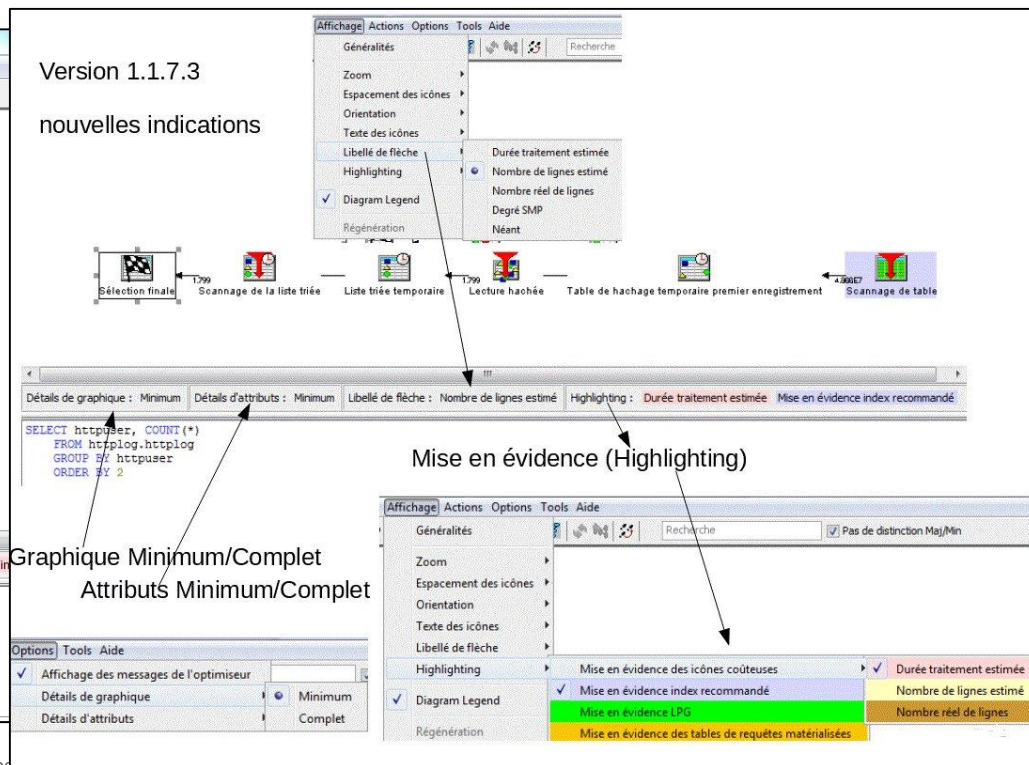 Version 1.1.7.3
nouvelles indications
Affichage Actions Options Tools Aide
Généralités
Recherche
Zoom
Espacement des icônes
Orientation
Texte des icônes
Libellé de flèche
Highlighting
Diagram Legend
Régénération
Durée traitement estimée
Nombre de lignes estimé
Nombre réel de lignes
Degré SMP
Néant
Sélection finale
1.799
Scannage de la liste triée
Liste triée temporaire
1.799
Lecture hachée
Table de hachage temporaire premier enregistrement
Scannage de table
Détails de graphique : Minimum Détails d'attributs : Minimum Libellé de flèche : Nombre de lignes estimé Highlighting : Durée traitement estimée Mise en évidence index recommandé
SELECT httpuser, COUNT(*)
FROM httplog.httplog
GROUP BY httpuser
ORDER BY 2
Mise en évidence (Highlighting)
Graphique Minimum/Complet
Attributs Minimum/Complet
Affichage Actions Options Tools Aide
Généralités
Recherche
Pas de distinction Maj/Min
Zoom
Espacement des icônes
Orientation
Texte des icônes
Libellé de flèche
Highlighting
Diagram Legend
Régénération
Mise en évidence des icônes coûteuses
Mise en évidence index recommandé
Mise en évidence LPG
Mise en évidence des tables de requêtes matérialisées
Durée traitement estimée
Nombre de lignes estimé
Nombre réel de lignes
Options Tools Aide
Affichage des messages de l'optimiseur
Détails de graphique
Détails d'attributs
Minimum
Complet